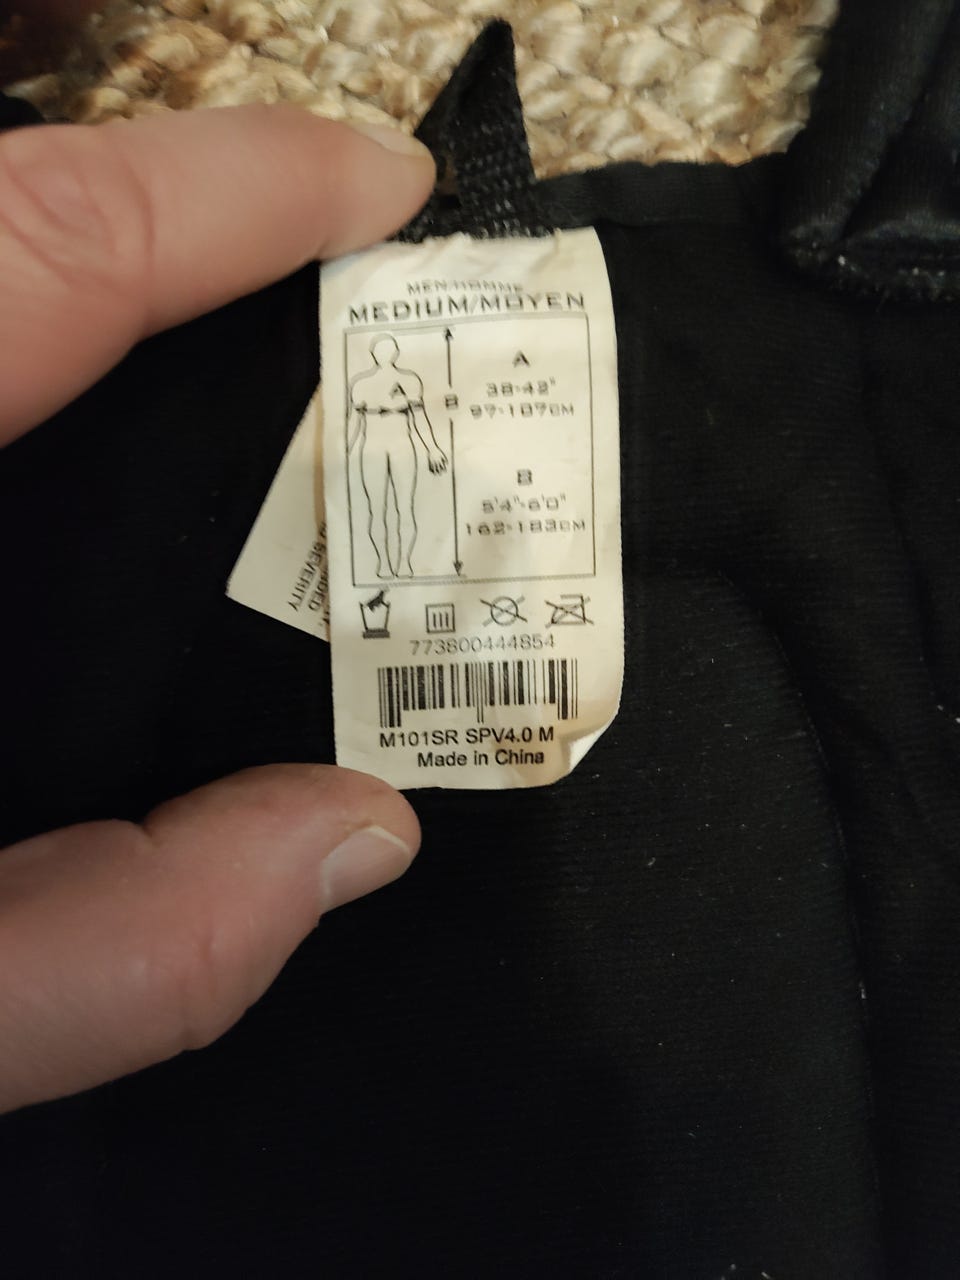 MEN/HOMME
MEDIUM/MOYEN
A
A
38-42"
97-107CM
B
B
5'4"-6'0"
162-183CM
773800444854
M101SR SPV4.0 M
Made in China
BEVERITY